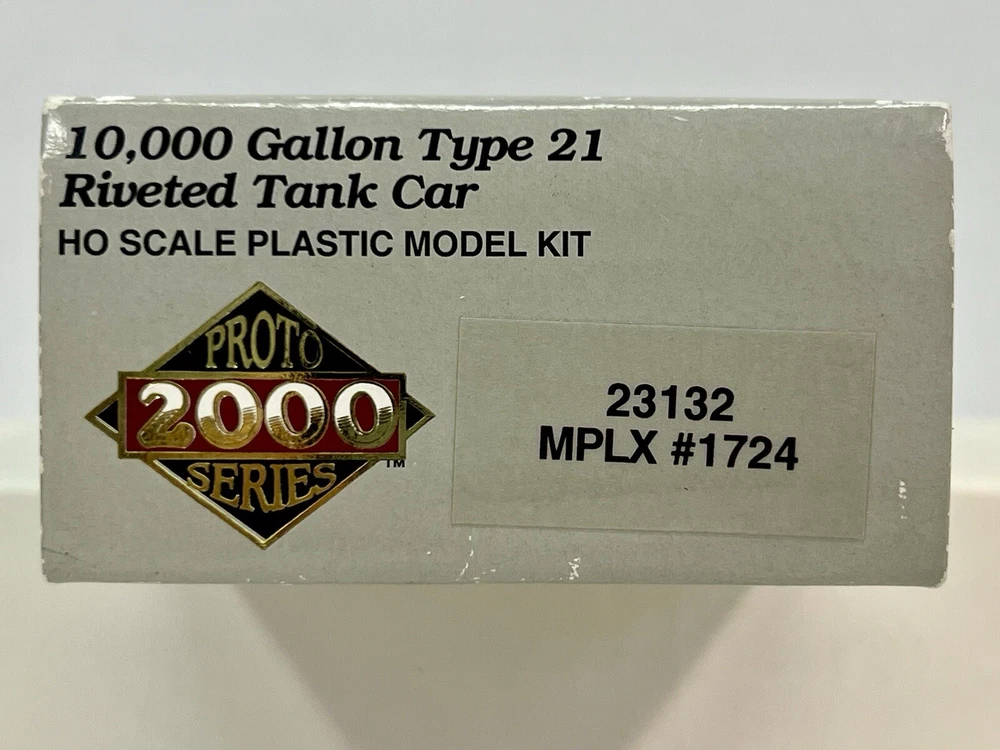 10,000 Gallon Type 21
Riveted Tank Car
HO SCALE PLASTIC MODEL KIT
PROTO
2000
SERIES
TM
23132
MPLX #1724